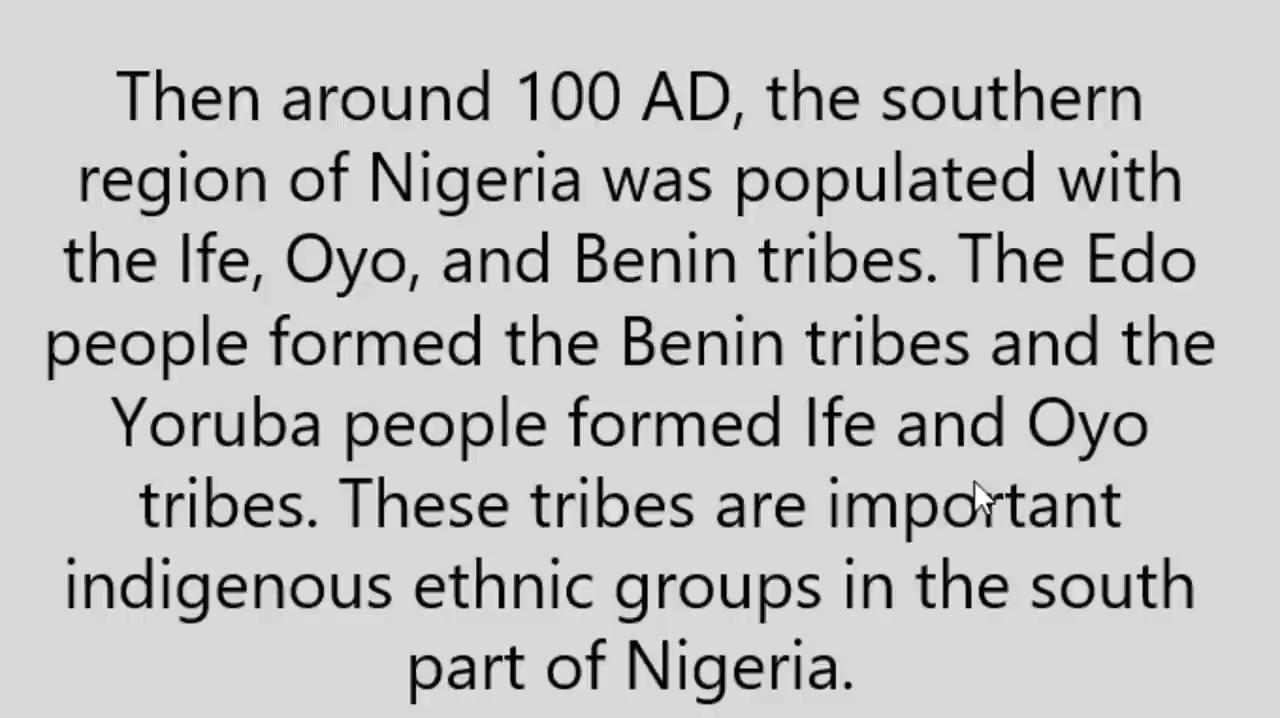 Then around 100 AD, the southern
region of Nigeria was populated with
the Ife, Oyo, and Benin tribes. The Edo
people formed the Benin tribes and the
Yoruba people formed Ife and Oyo
tribes. These tribes are important
indigenous ethnic groups in the south
part of Nigeria.